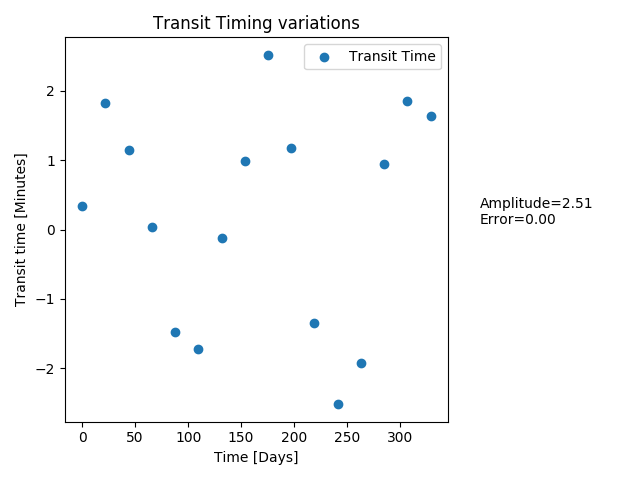 Transit Timing variations
Transit Time
Transit time [Minutes]
2
1
0
−1
−2
0 50 100 150 200 250 300
Time [Days]
Amplitude=2.51
Error=0.00